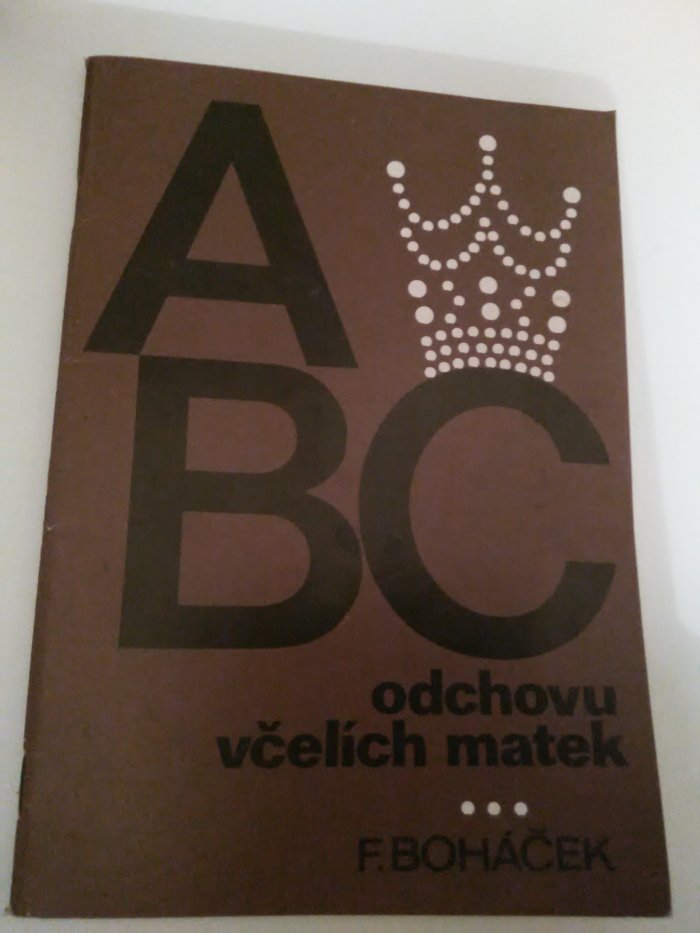 A
BC
odchovu
včelích matek
F. BOHÁČEK